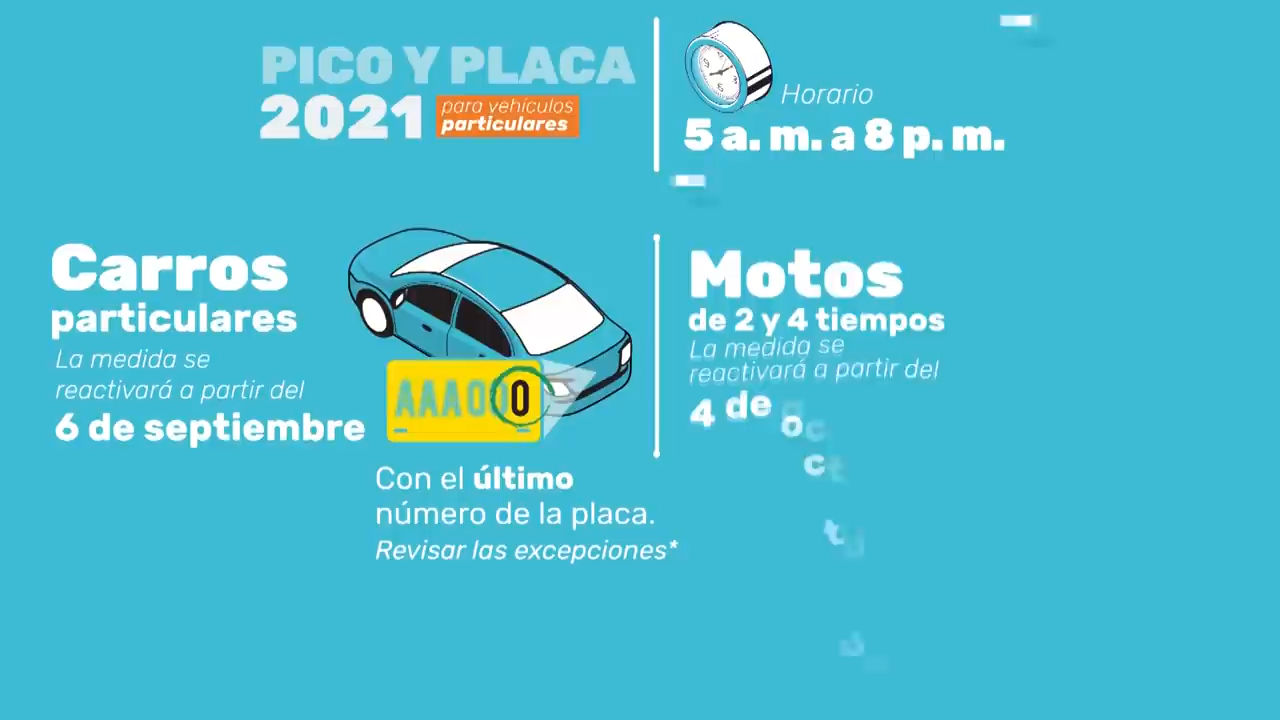 PICO Y PLACA
2021 para vehículos
particulares
Horario
5 a. m. a 8 p. m.
Carros
particulares
La medida se
reactivará a partir del
6 de septiembre
AAA000
Con el último
número de la placa.
Revisar las excepciones*
Motos
de 2 y 4 tiempos
La medida se
reactivará a partir del
4 de